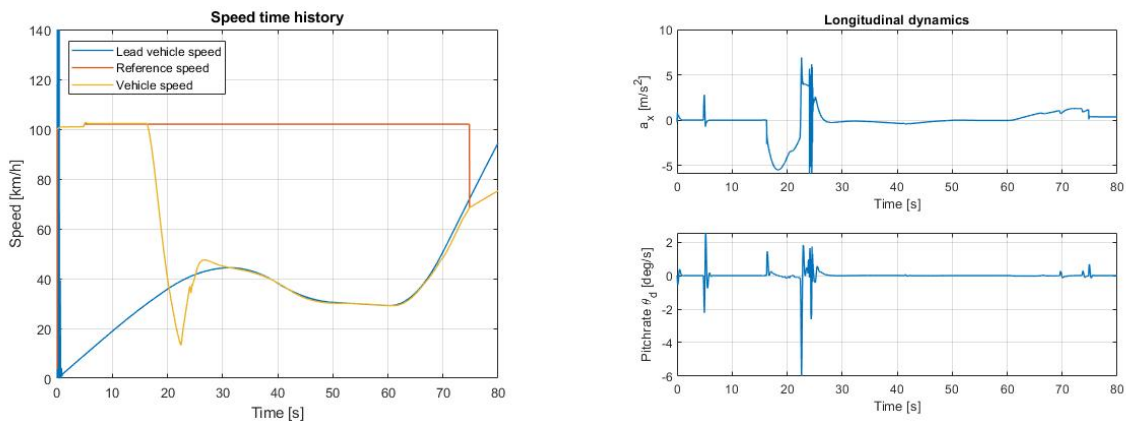 Speed time history
140
120
100
80
60
40
20
0
Speed [km/h]
Lead vehicle speed
Reference speed
Vehicle speed
0 10 20 30 40 50 60 70 80
Time [s]
Longitudinal dynamics
10
5
0
-5
a_x [m/s²]
0 10 20 30 40 50 60 70 80
Time [s]
2
0
-2
-4
-6
Pitchrate θ_d [deg/s]
0 10 20 30 40 50 60 70 80
Time [s]